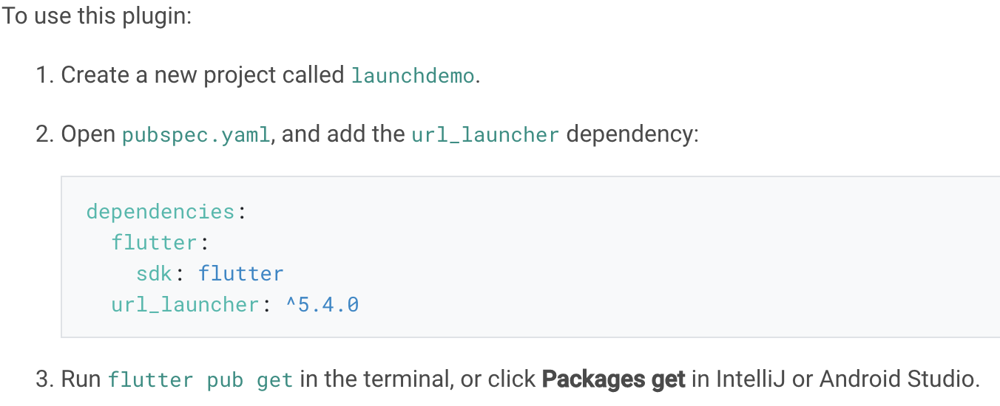 To use this plugin:
1. Create a new project called launchdemo.
2. Open pubspec.yaml, and add the url_launcher dependency:
dependencies:
  flutter:
    sdk: flutter
  url_launcher: ^5.4.0
3. Run flutter pub get in the terminal, or click Packages get in IntelliJ or Android Studio.